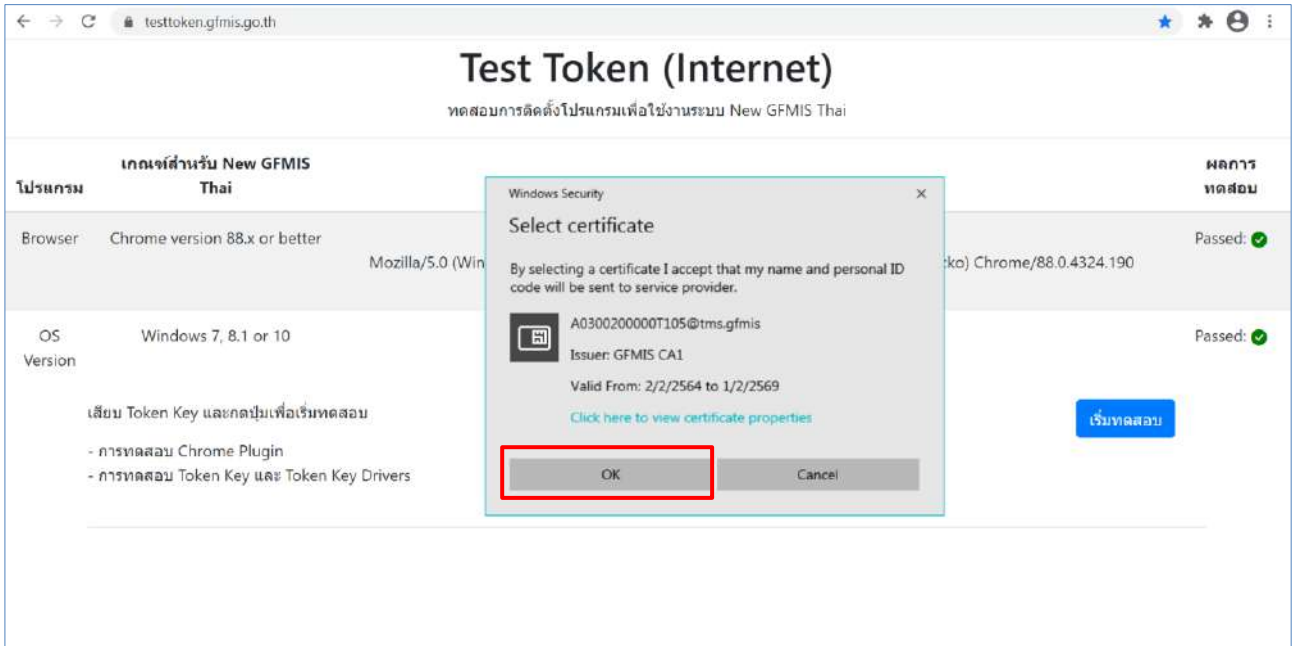 testtoken.gfmis.go.th
Test Token (Internet)
ทดสอบการติดตั้งโปรแกรมเพื่อใช้งานระบบ New GFMIS Thai
โปรแกรม
เกณฑ์สำหรับ New GFMIS
Thai
ผลการ
ทดสอบ
Browser
Chrome version 88.x or better
Mozilla/5.0 (Win
ko) Chrome/88.0.4324.190
Passed:
OS
Version
Windows 7, 8.1 or 10
Passed:
Windows Security
Select certificate
By selecting a certificate I accept that my name and personal ID
code will be sent to service provider.
A0300200000T105@tms.gfmis
Issuer: GFMIS CA1
Valid From: 2/2/2564 to 1/2/2569
Click here to view certificate properties
OK
Cancel
เสียบ Token Key และกดปุ่มเพื่อเริ่มทดสอบ
เริ่มทดสอบ
- การทดสอบ Chrome Plugin
- การทดสอบ Token Key และ Token Key Drivers